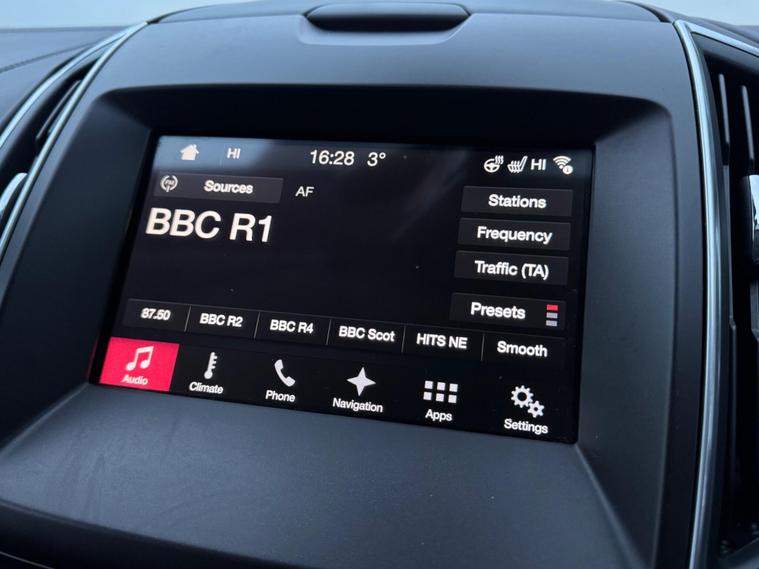 HI 16:28 3° HI
FM Sources AF
Stations
BBC R1
Frequency
Traffic (TA)
Presets
87.50 BBC R2 BBC R4 BBC Scot HITS NE Smooth
Audio Climate Phone Navigation Apps Settings